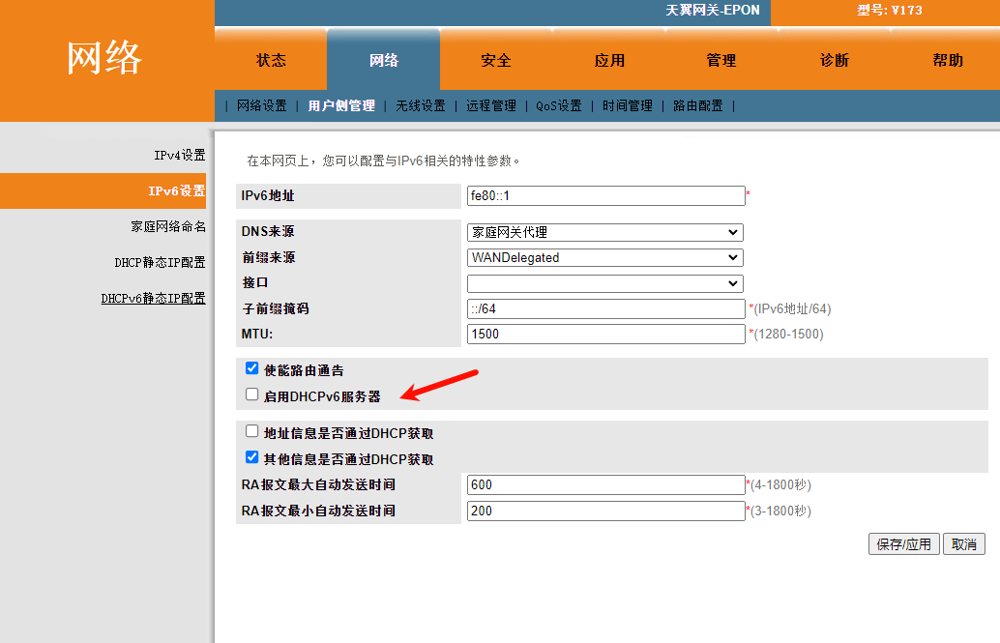 天翼网关-EPON 型号: V173
网络
状态 网络 安全 应用 管理 诊断 帮助
| 网络设置 | 用户侧管理 | 无线设置 | 远程管理 | QoS设置 | 时间管理 | 路由配置 |
IPv4设置
IPv6设置
家庭网络命名
DHCP静态IP配置
DHCPv6静态IP配置
在本网页上，您可以配置与IPv6相关的特性参数。
IPv6地址 fe80::1 *
DNS来源 家庭网关代理
前缀来源 WANDelegated
接口
子前缀掩码 ::/64 *(IPv6地址/64)
MTU: 1500 *(1280-1500)
使能路由通告
启用DHCPv6服务器
地址信息是否通过DHCP获取
其他信息是否通过DHCP获取
RA报文最大自动发送时间 600 *(4-1800秒)
RA报文最小自动发送时间 200 *(3-1800秒)
保存/应用 取消